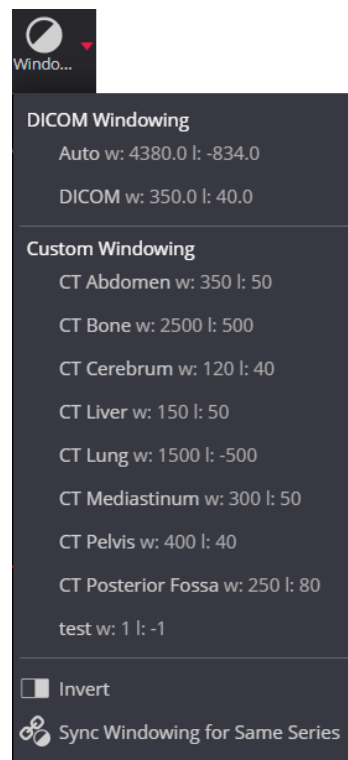 Windo...
DICOM Windowing
Auto w: 4380.0 l: -834.0
DICOM w: 350.0 l: 40.0
Custom Windowing
CT Abdomen w: 350 l: 50
CT Bone w: 2500 l: 500
CT Cerebrum w: 120 l: 40
CT Liver w: 150 l: 50
CT Lung w: 1500 l: -500
CT Mediastinum w: 300 l: 50
CT Pelvis w: 400 l: 40
CT Posterior Fossa w: 250 l: 80
test w: 1 l: -1
Invert
Sync Windowing for Same Series